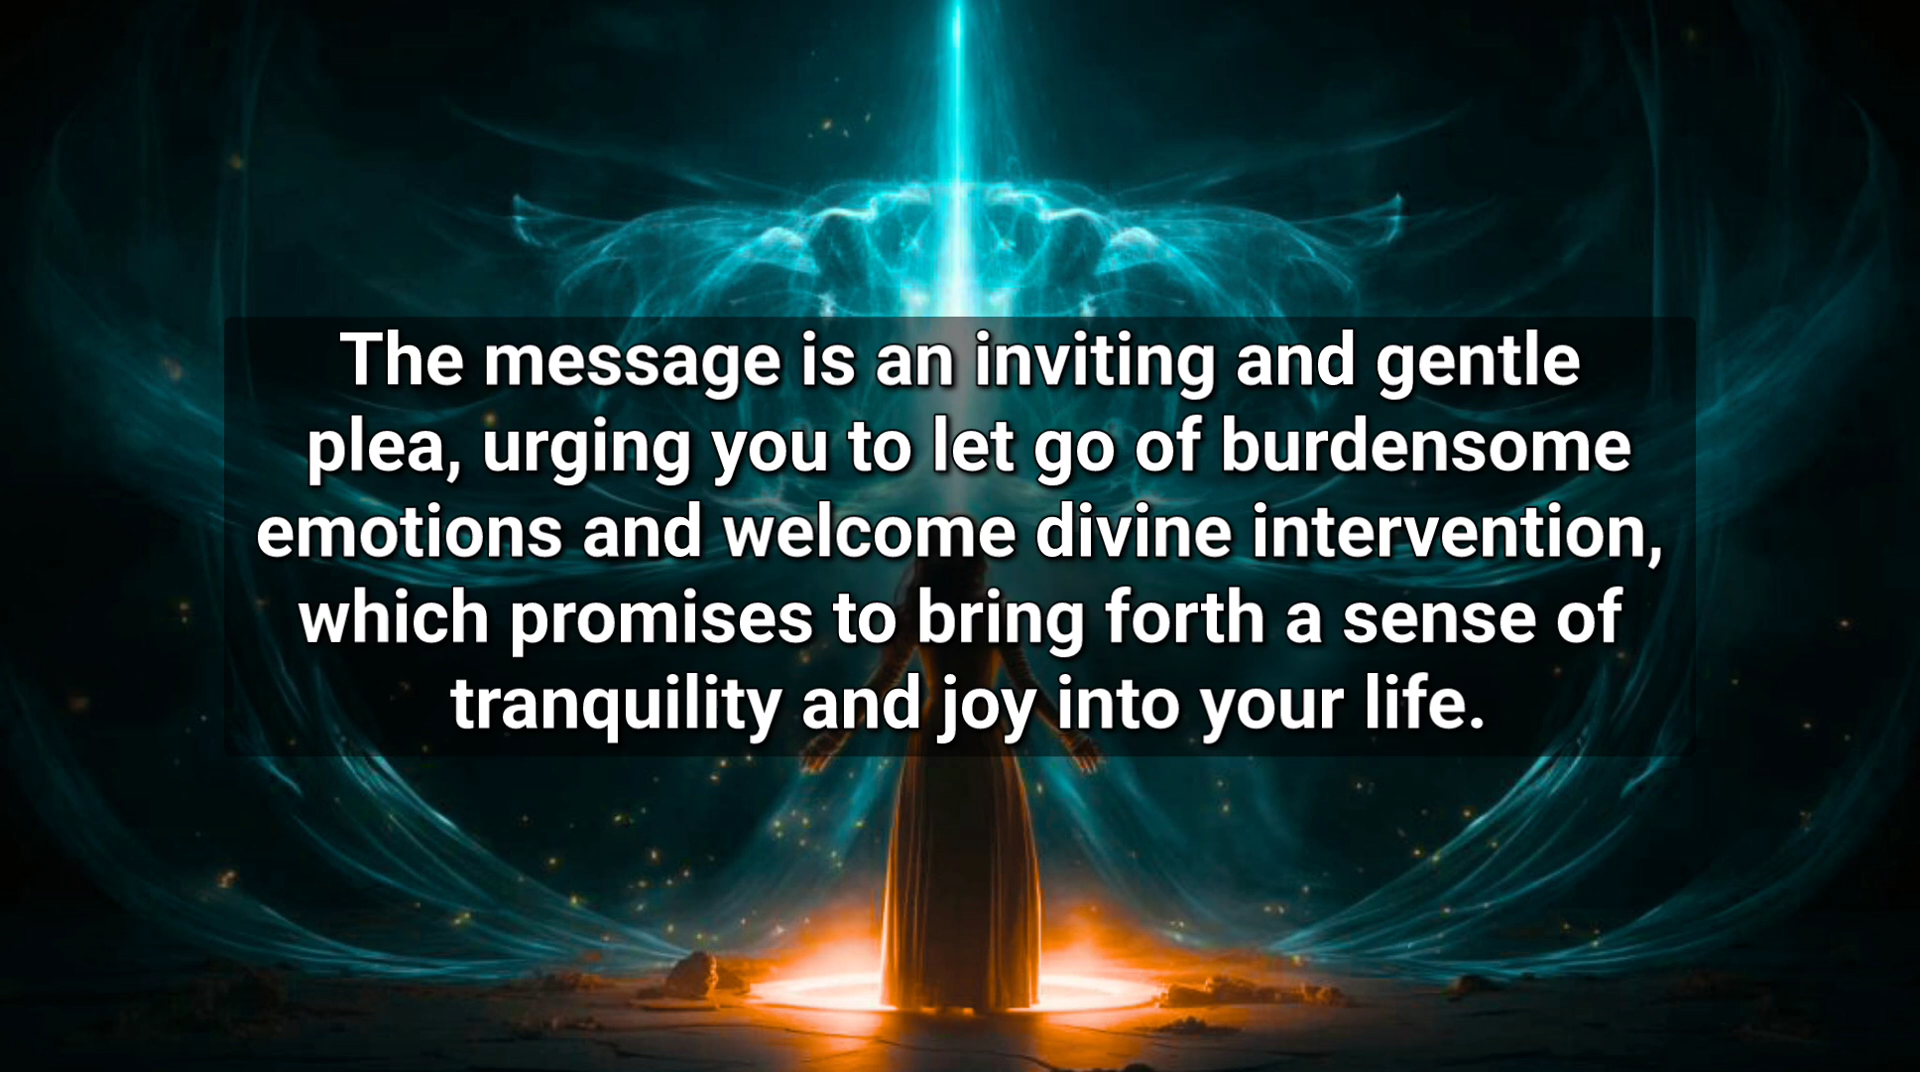 The message is an inviting and gentle
plea, urging you to let go of burdensome
emotions and welcome divine intervention,
which promises to bring forth a sense of
tranquility and joy into your life.